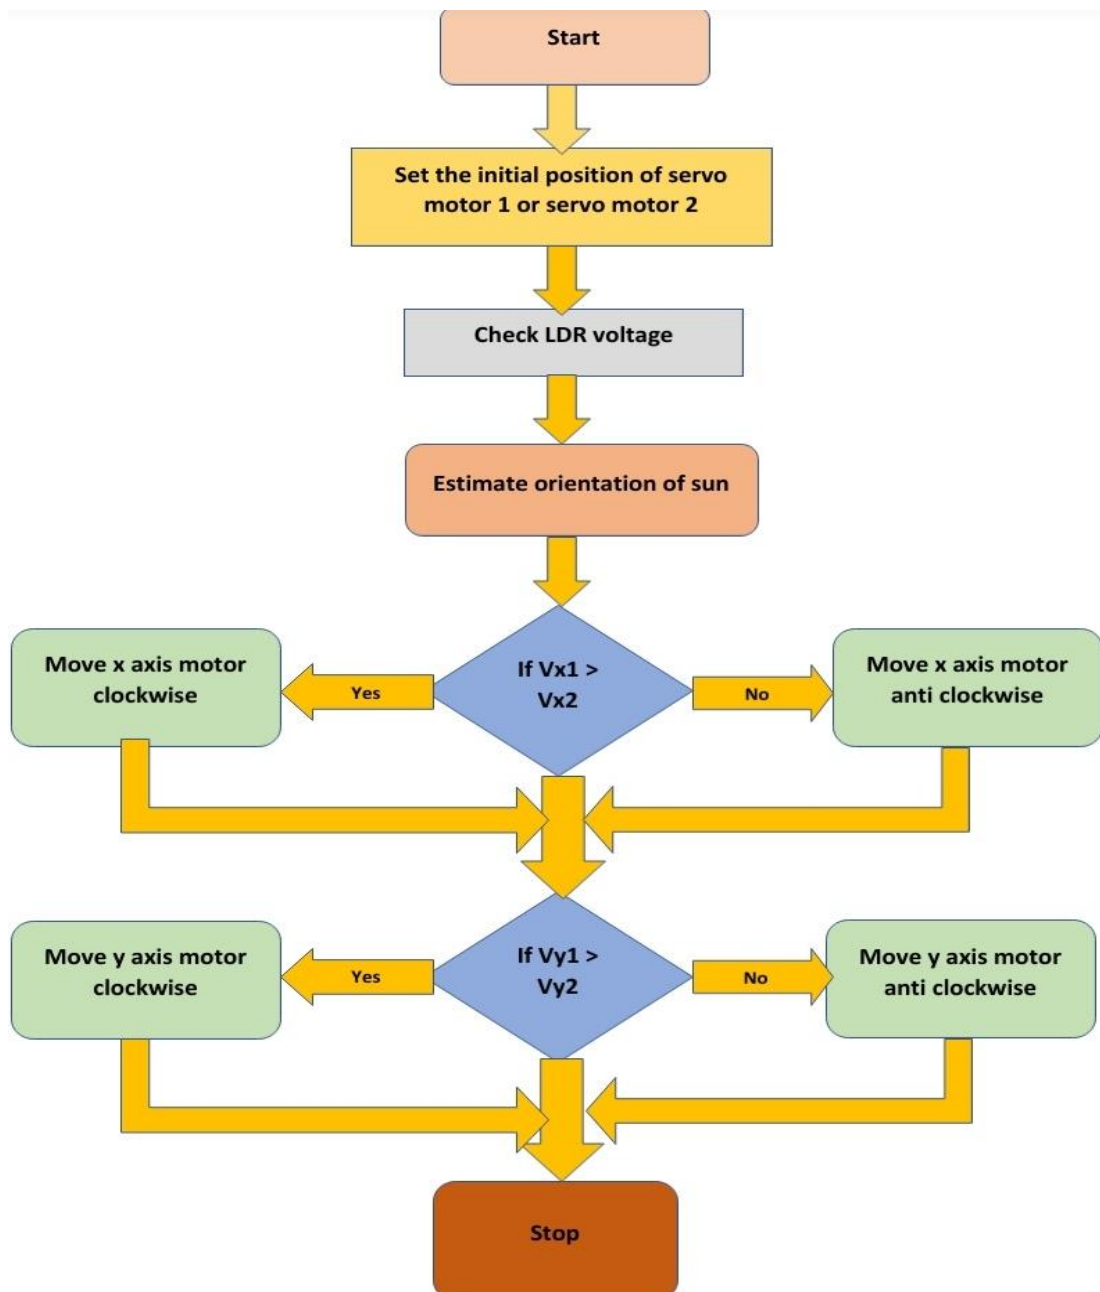 Start
Set the initial position of servo
motor 1 or servo motor 2
Check LDR voltage
Estimate orientation of sun
If Vx1 >
Vx2
Yes
No
Move x axis motor
clockwise
Move x axis motor
anti clockwise
If Vy1 >
Vy2
Yes
No
Move y axis motor
clockwise
Move y axis motor
anti clockwise
Stop